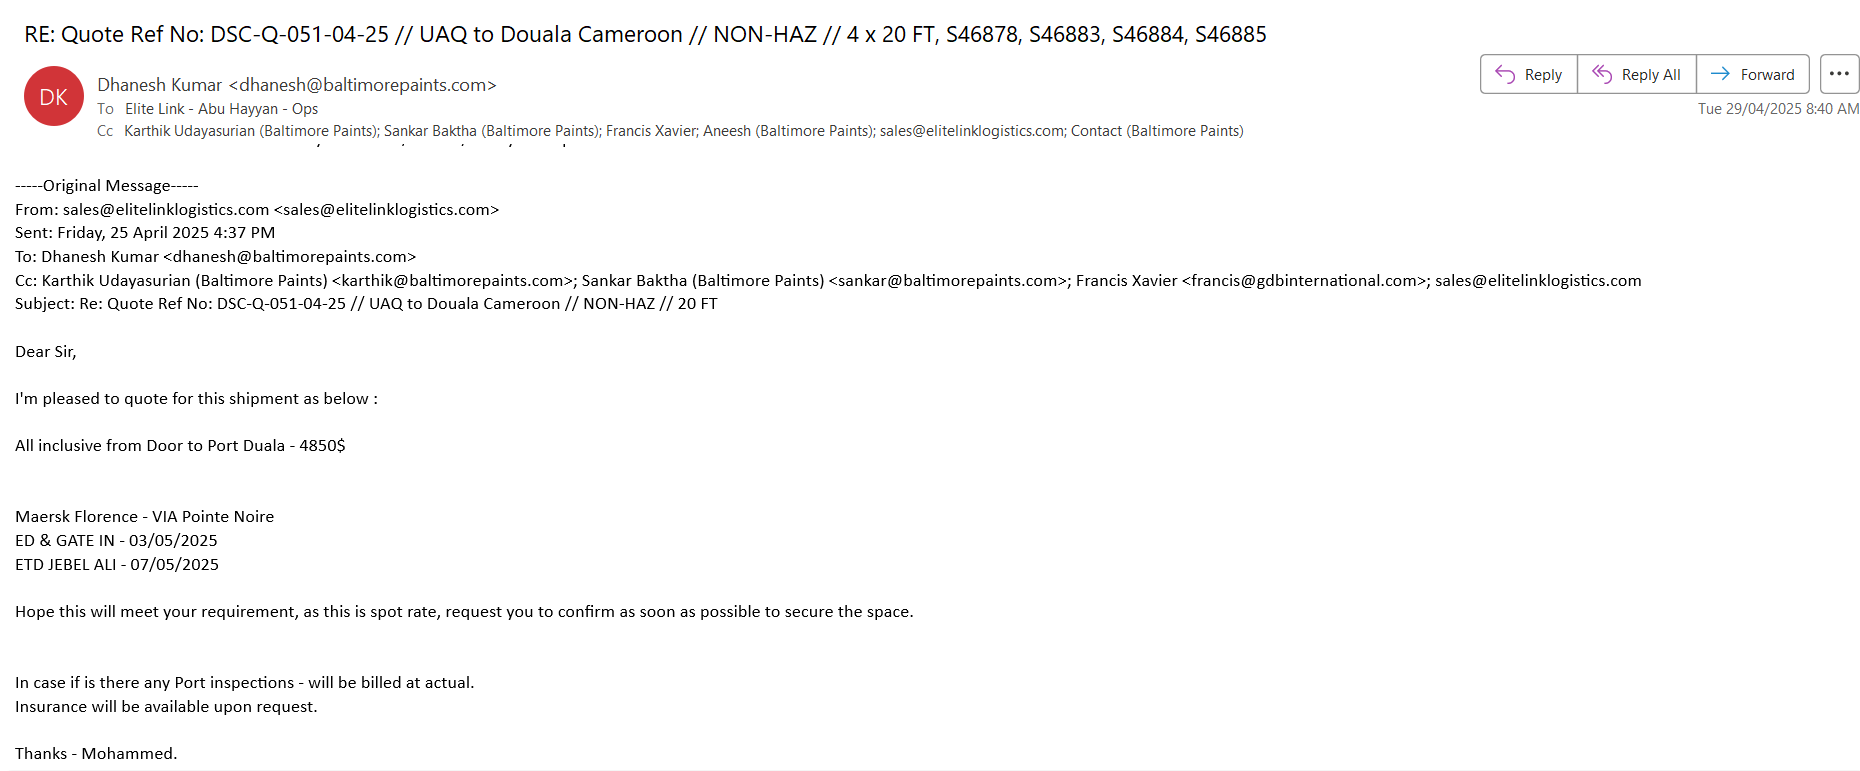 RE: Quote Ref No: DSC-Q-051-04-25 // UAQ to Douala Cameroon // NON-HAZ // 4 x 20 FT, S46878, S46883, S46884, S46885
DK
Dhanesh Kumar <dhanesh@baltimorepaints.com>
To Elite Link - Abu Hayyan - Ops
Cc Karthik Udayasurian (Baltimore Paints); Sankar Baktha (Baltimore Paints); Francis Xavier; Aneesh (Baltimore Paints); sales@elitelinklogistics.com; Contact (Baltimore Paints)
Reply
Reply All
Forward
Tue 29/04/2025 8:40 AM
-----Original Message-----
From: sales@elitelinklogistics.com <sales@elitelinklogistics.com>
Sent: Friday, 25 April 2025 4:37 PM
To: Dhanesh Kumar <dhanesh@baltimorepaints.com>
Cc: Karthik Udayasurian (Baltimore Paints) <karthik@baltimorepaints.com>; Sankar Baktha (Baltimore Paints) <sankar@baltimorepaints.com>; Francis Xavier <francis@gdbinternational.com>; sales@elitelinklogistics.com
Subject: Re: Quote Ref No: DSC-Q-051-04-25 // UAQ to Douala Cameroon // NON-HAZ // 20 FT
Dear Sir,
I'm pleased to quote for this shipment as below :
All inclusive from Door to Port Duala - 4850$
Maersk Florence - VIA Pointe Noire
ED & GATE IN - 03/05/2025
ETD JEBEL ALI - 07/05/2025
Hope this will meet your requirement, as this is spot rate, request you to confirm as soon as possible to secure the space.
In case if is there any Port inspections - will be billed at actual.
Insurance will be available upon request.
Thanks - Mohammed.